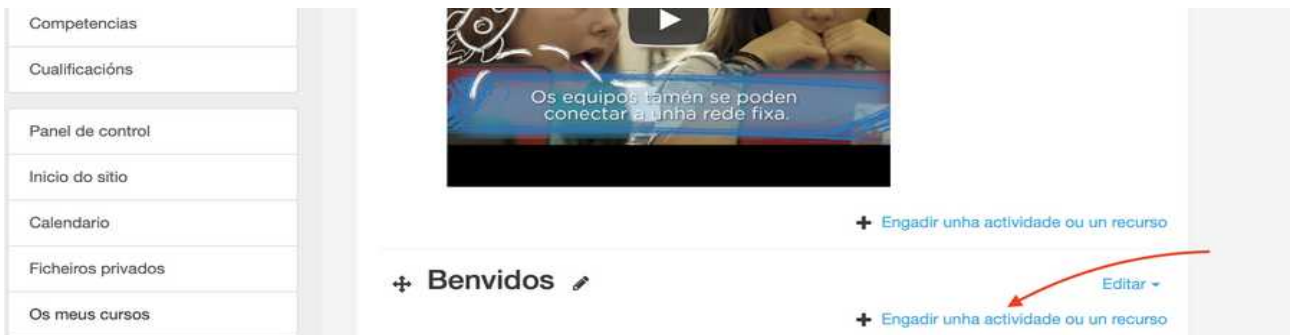 Competencias
Cualificacións
Panel de control
Inicio do sitio
Calendario
Ficheiros privados
Os meus cursos
Os equipos tamén se poden
conectar a unha rede fixa.
Engadir unha actividade ou un recurso
Benvidos
Editar
Engadir unha actividade ou un recurso